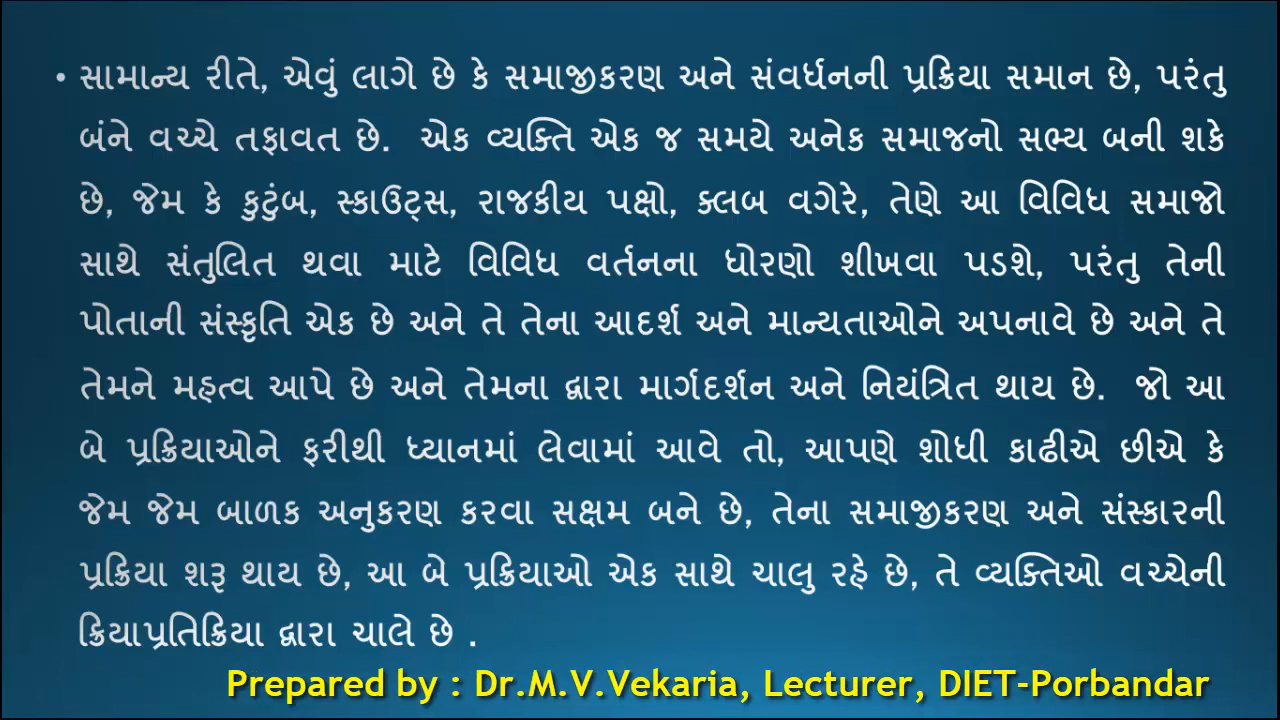 • સામાન્ય રીતે, એવું લાગે છે કે સમાજીકરણ અને સંવર્ધનની પ્રક્રિયા સમાન છે, પરંતુ
બંને વચ્ચે તફાવત છે. એક વ્યક્તિ એક જ સમયે અનેક સમાજનો સભ્ય બની શકે
છે, જેમ કે કુટુંબ, સ્કાઉટ્સ, રાજકીય પક્ષો, ક્લબ વગેરે, તેણે આ વિવિધ સમાજો
સાથે સંતુલિત થવા માટે વિવિધ વર્તનના ધોરણો શીખવા પડશે, પરંતુ તેની
પોતાની સંસ્કૃતિ એક છે અને તે તેના આદર્શ અને માન્યતાઓને અપનાવે છે અને તે
તેમને મહત્વ આપે છે અને તેમના દ્વારા માર્ગદર્શન અને નિયંત્રિત થાય છે. જો આ
બે પ્રક્રિયાઓને ફરીથી ધ્યાનમાં લેવામાં આવે તો, આપણે શોધી કાઢીએ છીએ કે
જેમ જેમ બાળક અનુકરણ કરવા સક્ષમ બને છે, તેના સમાજીકરણ અને સંસ્કારની
પ્રક્રિયા શરૂ થાય છે, આ બે પ્રક્રિયાઓ એક સાથે ચાલુ રહે છે, તે વ્યક્તિઓ વચ્ચેની
ક્રિયાપ્રતિક્રિયા દ્વારા ચાલે છે .
Prepared by : Dr.M.V.Vekaria, Lecturer, DIET-Porbandar